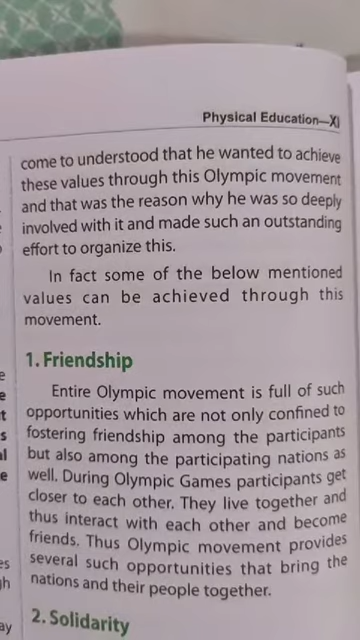 Physical Education—XI
come to understood that he wanted to achieve
these values through this Olympic movement
and that was the reason why he was so deeply
involved with it and made such an outstanding
effort to organize this.
In fact some of the below mentioned
values can be achieved through this
movement.
1. Friendship
Entire Olympic movement is full of such
opportunities which are not only confined to
fostering friendship among the participants
but also among the participating nations as
well. During Olympic Games participants get
closer to each other. They live together and
thus interact with each other and become
friends. Thus Olympic movement provides
several such opportunities that bring the
nations and their people together.
2. Solidarity